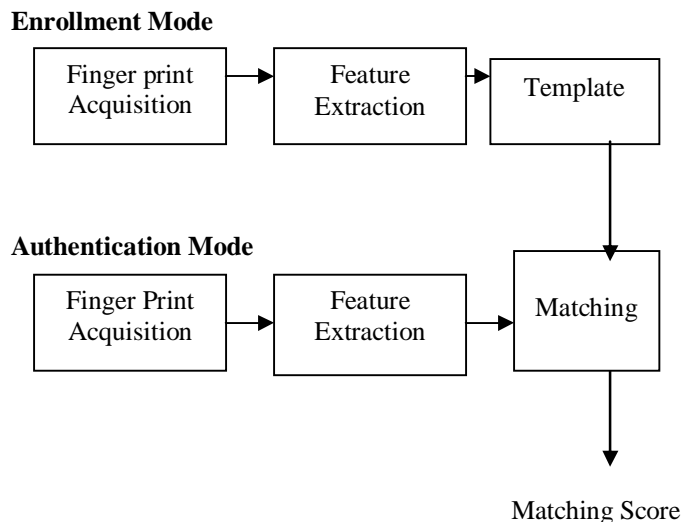 Enrollment Mode
Finger print
Acquisition
Feature
Extraction
Template
Authentication Mode
Finger Print
Acquisition
Feature
Extraction
Matching
Matching Score